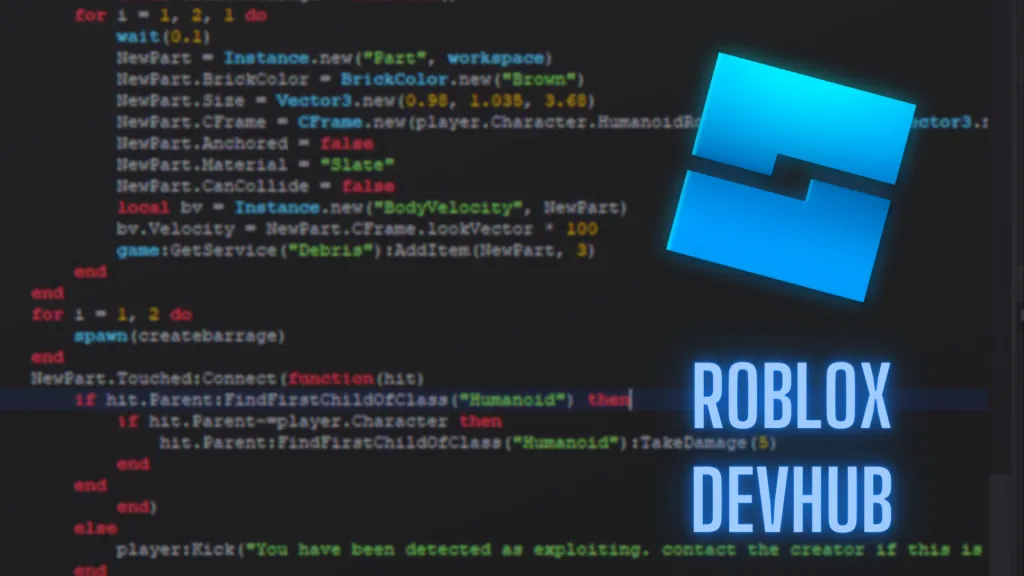 for i = 1, 2, 1 do
wait(0.1)
NewPart = Instance.new("Part", workspace)
NewPart.BrickColor = BrickColor.new("Brown")
NewPart.Size = Vector3.new(0.98, 1.035, 3.68)
NewPart.CFrame = CFrame.new(player.Character.HumanoidRo ector3.
NewPart.Anchored = false
NewPart.Material = "Slate"
NewPart.CanCollide = false
local bv = Instance.new("BodyVelocity", NewPart)
bv.Velocity = NewPart.CFrame.lookVector * 100
game:GetService("Debris"):AddItem(NewPart, 3)
end
end
for i = 1, 2 do
spawn(createbarrage)
end
NewPart.Touched:Connect(function(hit)
if hit.Parent:FindFirstChildOfClass("Humanoid") then
if hit.Parent~=player.Character then
hit.Parent:FindFirstChildOfClass("Humanoid"):TakeDamage(5)
end
end
end)
else
player:Kick("You have been detected as exploiting. contact the creator if this is
end
ROBLOX
DEVHUB